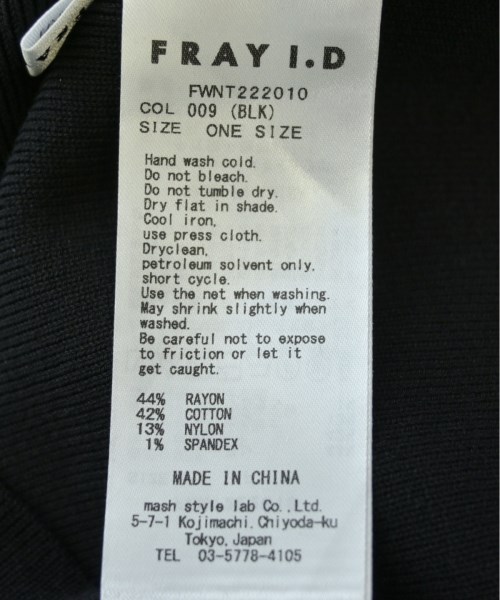 FRAY I.D
FWNT222010
COL 009 (BLK)
SIZE ONE SIZE
Hand wash cold.
Do not bleach.
Do not tumble dry.
Dry flat in shade.
Cool iron,
use press cloth.
Dryclean,
petroleum solvent only.
short cycle.
Use the net when washing.
May shrink slightly when
washed.
Be careful not to expose
to friction or let it
get caught.
44% RAYON
42% COTTON
13% NYLON
1% SPANDEX
MADE IN CHINA
mash style lab Co.,Ltd.
5-7-1 Kojimachi, Chiyoda-ku
Tokyo, Japan
TEL 03-5778-4105